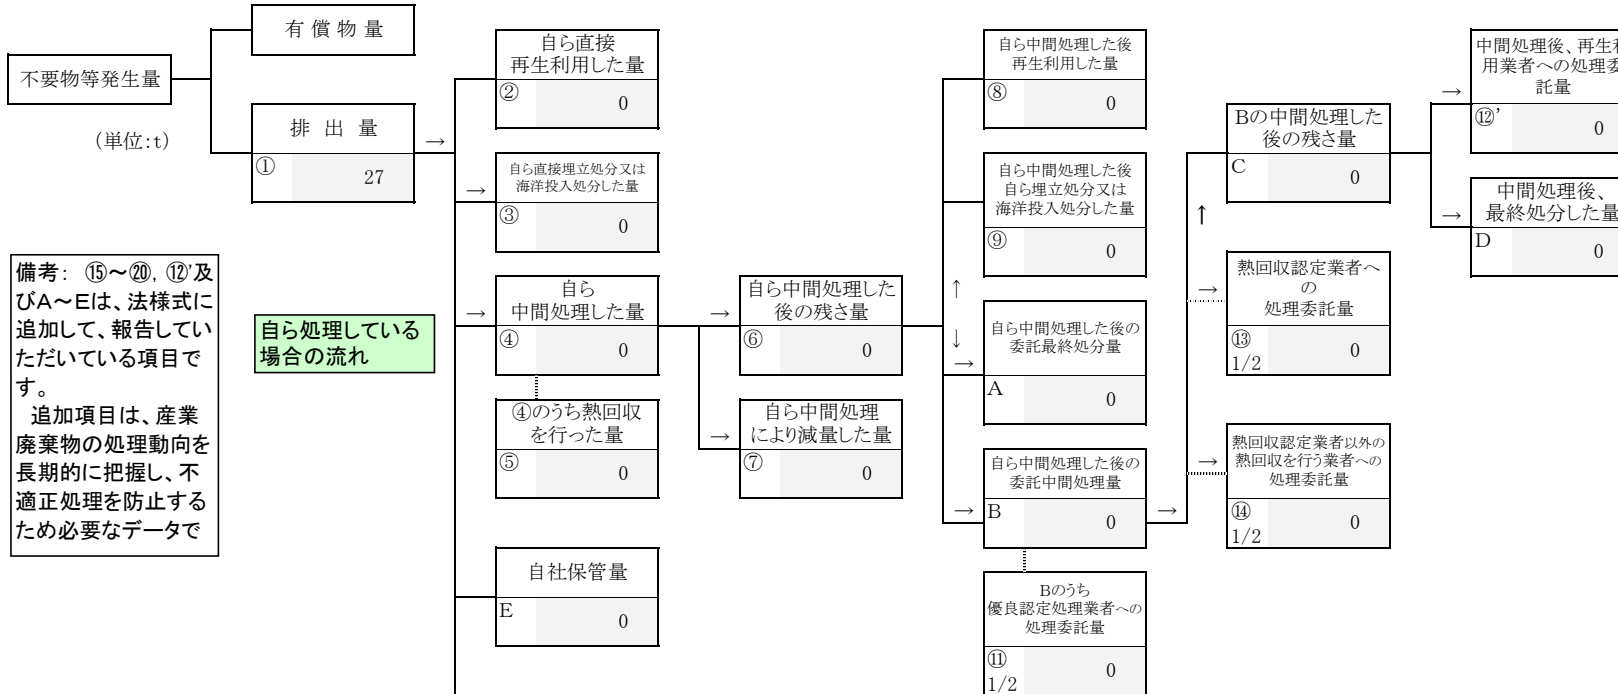 有 償 物 量
不要物等発生量
(単位:t)
排 出 量
→
①
27
備考: ⑮～⑳, ⑫'及
びA～Eは、法様式に
追加して、報告してい
ただいている項目で
す。
追加項目は、産業
廃棄物の処理動向を
長期的に把握し、不
適正処理を防止する
ため必要なデータで
自ら処理している
場合の流れ
自ら直接
再生利用した量
②
0
→
自ら直接埋立処分又は
海洋投入処分した量
③
0
→
自ら
中間処理した量
④
0
④のうち熱回収
を行った量
⑤
0
自社保管量
E
0
→
自ら中間処理した
後の残さ量
⑥
0
→
自ら中間処理
により減量した量
⑦
0
自ら中間処理した後
再生利用した量
⑧
0
自ら中間処理した後
自ら埋立処分又は
海洋投入処分した量
⑨
0
↑
↓
→
自ら中間処理した後の
委託最終処分量
A
0
自ら中間処理した後の
委託中間処理量
→
B
0
→
Bのうち
優良認定処理業者への
処理委託量
⑪
1/2
0
Bの中間処理した
後の残さ量
C
0
↑
熱回収認定業者へ
の
処理委託量
→
⑬
1/2
0
熱回収認定業者以外の
熱回収を行う業者への
処理委託量
→
⑭
1/2
0
中間処理後、再生利
用業者への処理委
託量
→
⑫'
0
中間処理後、
最終処分した量
→
D
0